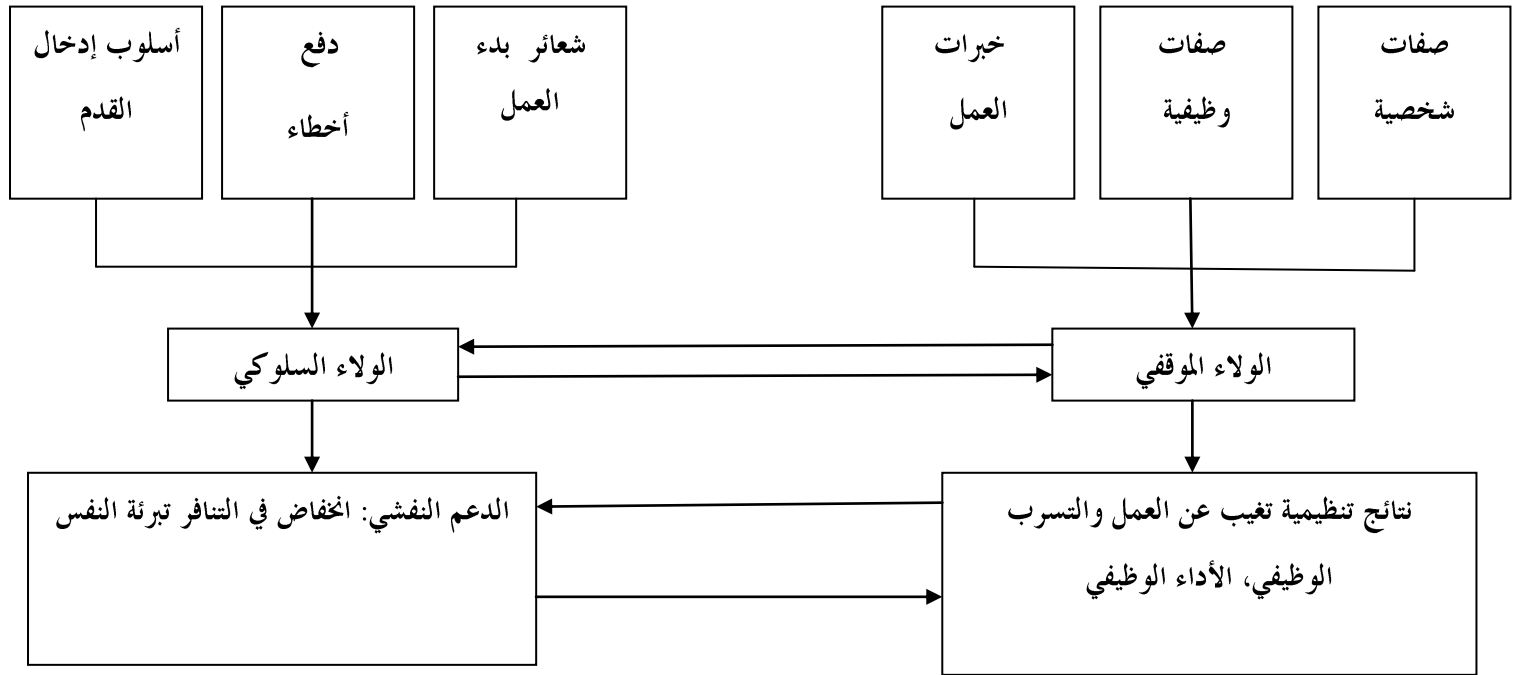 صفات
شخصية
صفات
وظيفية
خبرات
العمل
شعائر بدء
العمل
دفع
أخطاء
أسلوب إدخال
القدم
الولاء الموقفي
الولاء السلوكي
نتائج تنظيمية تغيب عن العمل والتسرب
الوظيفي، الأداء الوظيفي
الدعم النفشي: انخفاض في التنافر تبرئة النفس